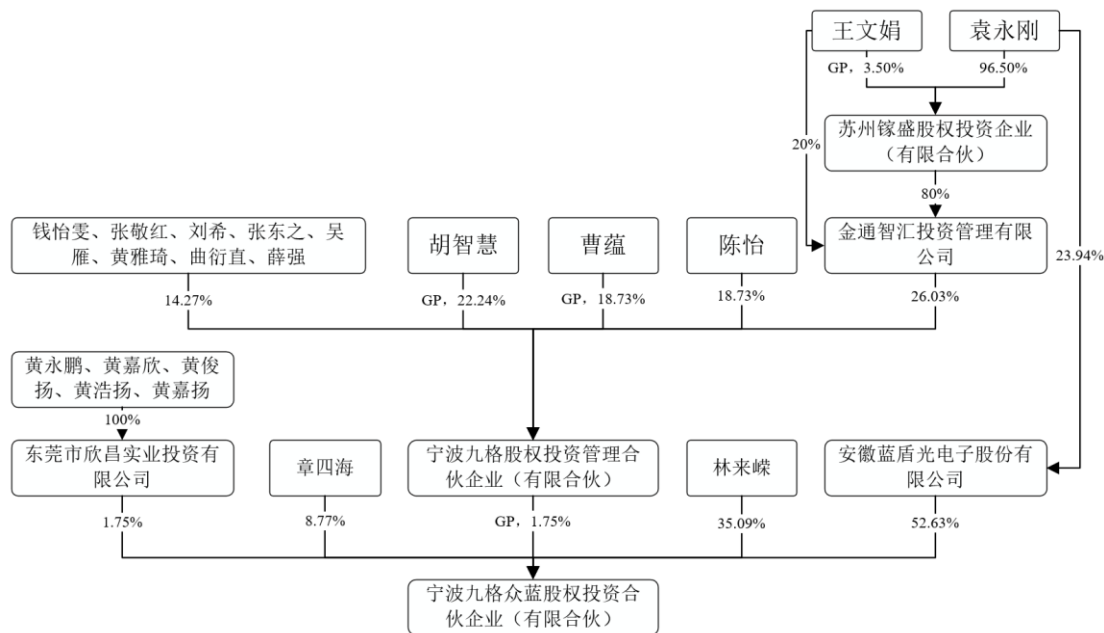 王文娟
袁永刚
GP，3.50%
96.50%
苏州镓盛股权投资企业
（有限合伙）
20%
80%
钱怡雯、张敬红、刘希、张东之、吴
雁、黄雅琦、曲衍直、薛强
胡智慧
曹蕴
陈怡
金通智汇投资管理有限
公司
23.94%
14.27%
GP，22.24%
GP，18.73%
18.73%
26.03%
黄永鹏、黄嘉欣、黄俊
扬、黄浩扬、黄嘉扬
100%
东莞市欣昌实业投资有
限公司
章四海
宁波九格股权投资管理合
伙企业（有限合伙）
林来嵘
安徽蓝盾光电子股份有
限公司
1.75%
8.77%
GP，1.75%
35.09%
52.63%
宁波九格众蓝股权投资合
伙企业（有限合伙）